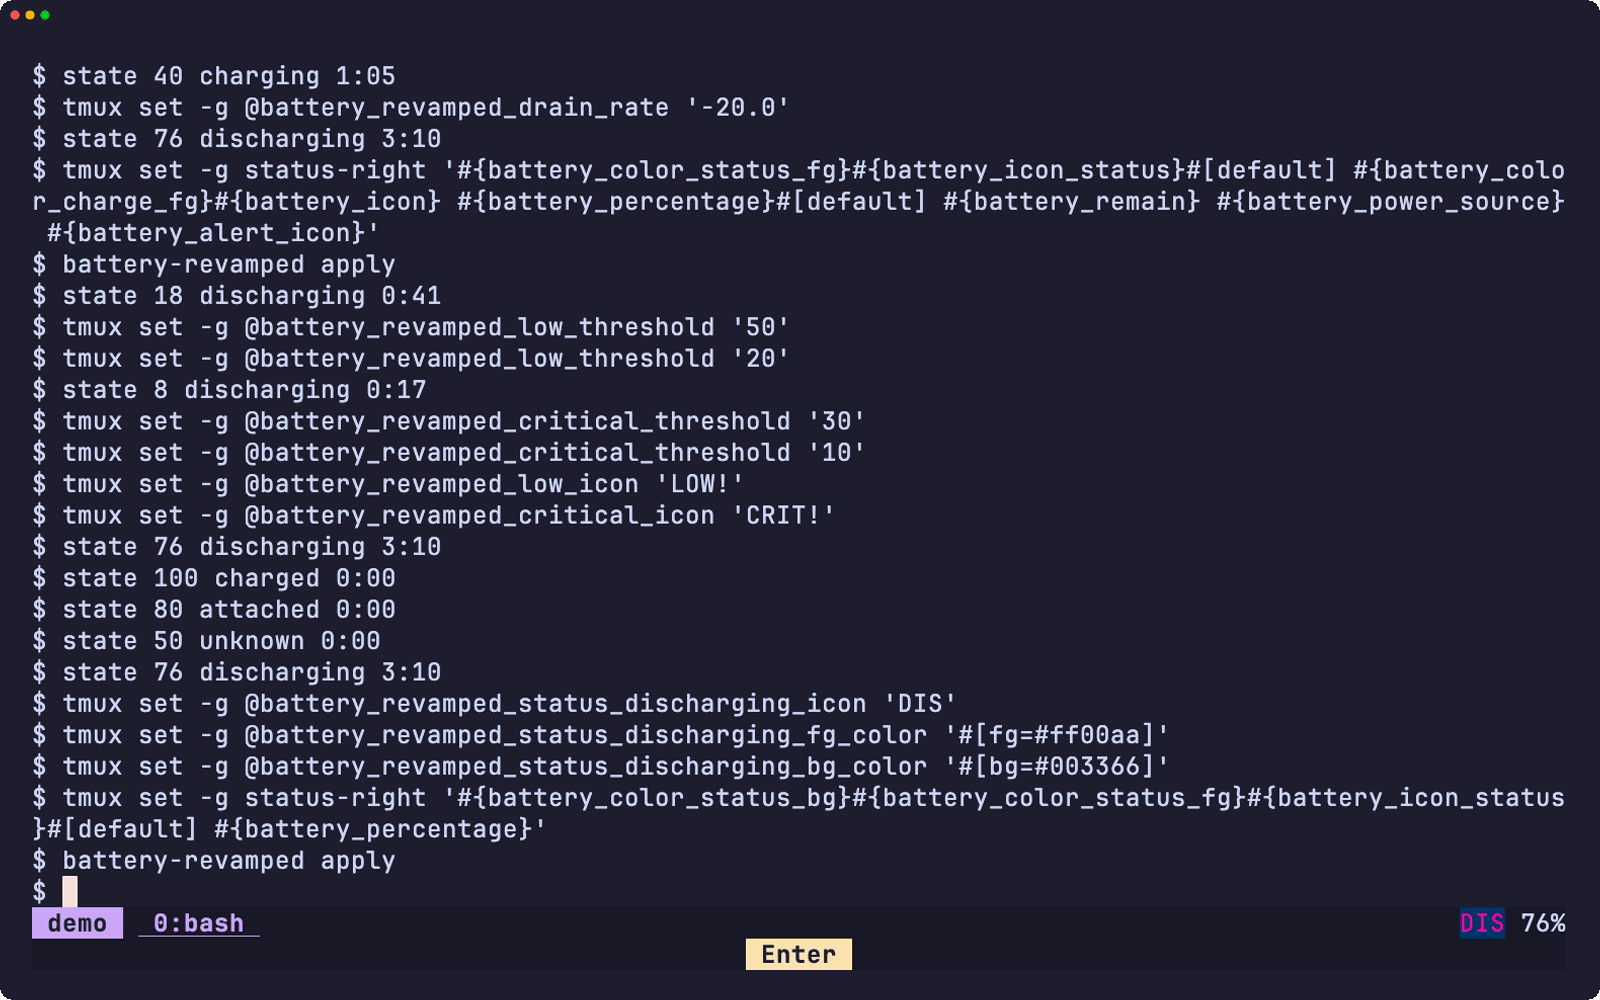 $ state 40 charging 1:05
$ tmux set -g @battery_revamped_drain_rate '-20.0'
$ state 76 discharging 3:10
$ tmux set -g status-right '#{battery_color_status_fg}#{battery_icon_status}#[default] #{battery_colo
r_charge_fg}#{battery_icon} #{battery_percentage}#[default] #{battery_remain} #{battery_power_source}
 #{battery_alert_icon}'
$ battery-revamped apply
$ state 18 discharging 0:41
$ tmux set -g @battery_revamped_low_threshold '50'
$ tmux set -g @battery_revamped_low_threshold '20'
$ state 8 discharging 0:17
$ tmux set -g @battery_revamped_critical_threshold '30'
$ tmux set -g @battery_revamped_critical_threshold '10'
$ tmux set -g @battery_revamped_low_icon 'LOW!'
$ tmux set -g @battery_revamped_critical_icon 'CRIT!'
$ state 76 discharging 3:10
$ state 100 charged 0:00
$ state 80 attached 0:00
$ state 50 unknown 0:00
$ state 76 discharging 3:10
$ tmux set -g @battery_revamped_status_discharging_icon 'DIS'
$ tmux set -g @battery_revamped_status_discharging_fg_color '#[fg=#ff00aa]'
$ tmux set -g @battery_revamped_status_discharging_bg_color '#[bg=#003366]'
$ tmux set -g status-right '#{battery_color_status_bg}#{battery_color_status_fg}#{battery_icon_status
}#[default] #{battery_percentage}'
$ battery-revamped apply
$
demo 0:bash DIS 76%
Enter